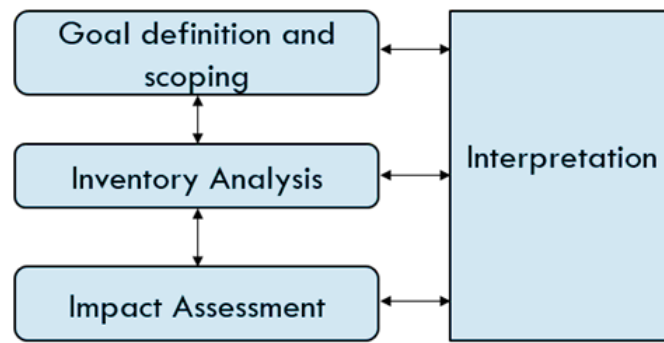 Goal definition and
scoping
Inventory Analysis
Interpretation
Impact Assessment